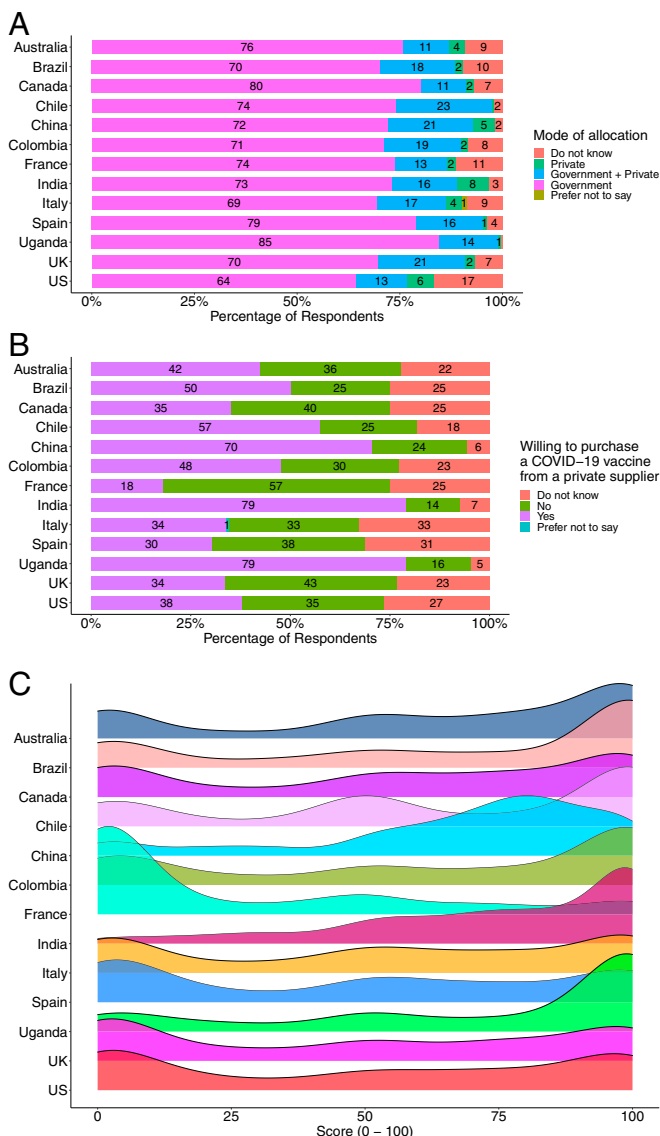 A
Australia 76 11 4 9
Brazil 70 18 2 10
Canada 80 11 2 7
Chile 74 23 2
China 72 21 5 2
Colombia 71 19 2 8
France 74 13 2 11
India 73 16 8 3
Italy 69 17 4 1 9
Spain 79 16 1 4
Uganda 85 14 1
UK 70 21 2 7
US 64 13 6 17
0% 25% 50% 75% 100%
Percentage of Respondents
Mode of allocation
Do not know
Private
Government + Private
Government
Prefer not to say
B
Australia 42 36 22
Brazil 50 25 25
Canada 35 40 25
Chile 57 25 18
China 70 24 6
Colombia 48 30 23
France 18 57 25
India 79 14 7
Italy 34 1 33 33
Spain 30 38 31
Uganda 79 16 5
UK 34 43 23
US 38 35 27
0% 25% 50% 75% 100%
Percentage of Respondents
Willing to purchase
a COVID−19 vaccine
from a private supplier
Do not know
No
Yes
Prefer not to say
C
Australia
Brazil
Canada
Chile
China
Colombia
France
India
Italy
Spain
Uganda
UK
US
0 25 50 75 100
Score (0 − 100)